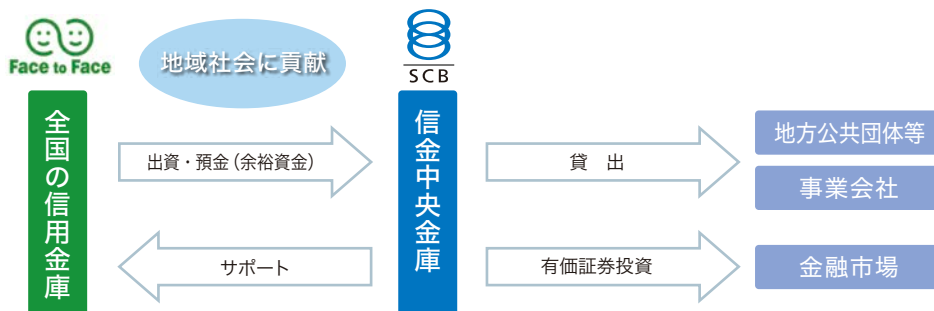 Face to Face
地域社会に貢献
SCB
全国の信用金庫
出資・預金（余裕資金）
サポート
信金中央金庫
貸　出
有価証券投資
地方公共団体等
事業会社
金融市場